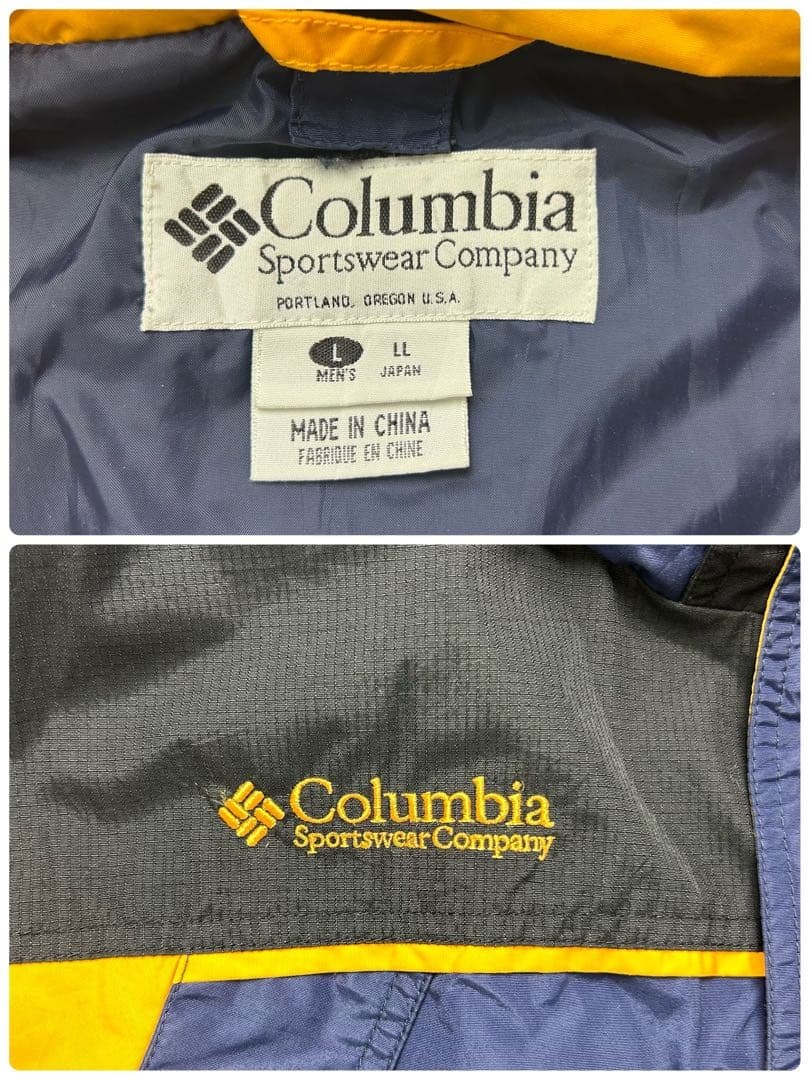 Columbia
Sportswear Company
PORTLAND, OREGON U.S.A.
L LL
MEN'S JAPAN
MADE IN CHINA
FABRIQUE EN CHINE
Columbia
Sportswear Company